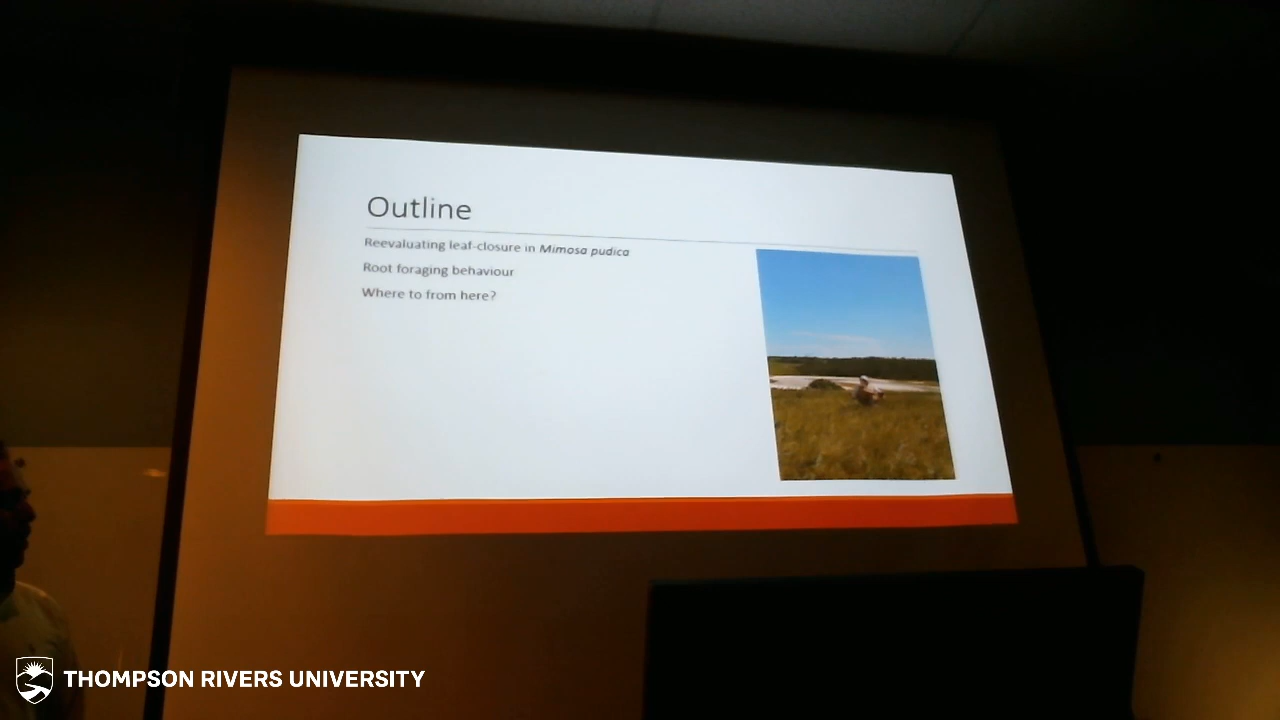 Outline
Reevaluating leaf-closure in Mimosa pudica
Root foraging behaviour
Where to from here?
THOMPSON RIVERS UNIVERSITY